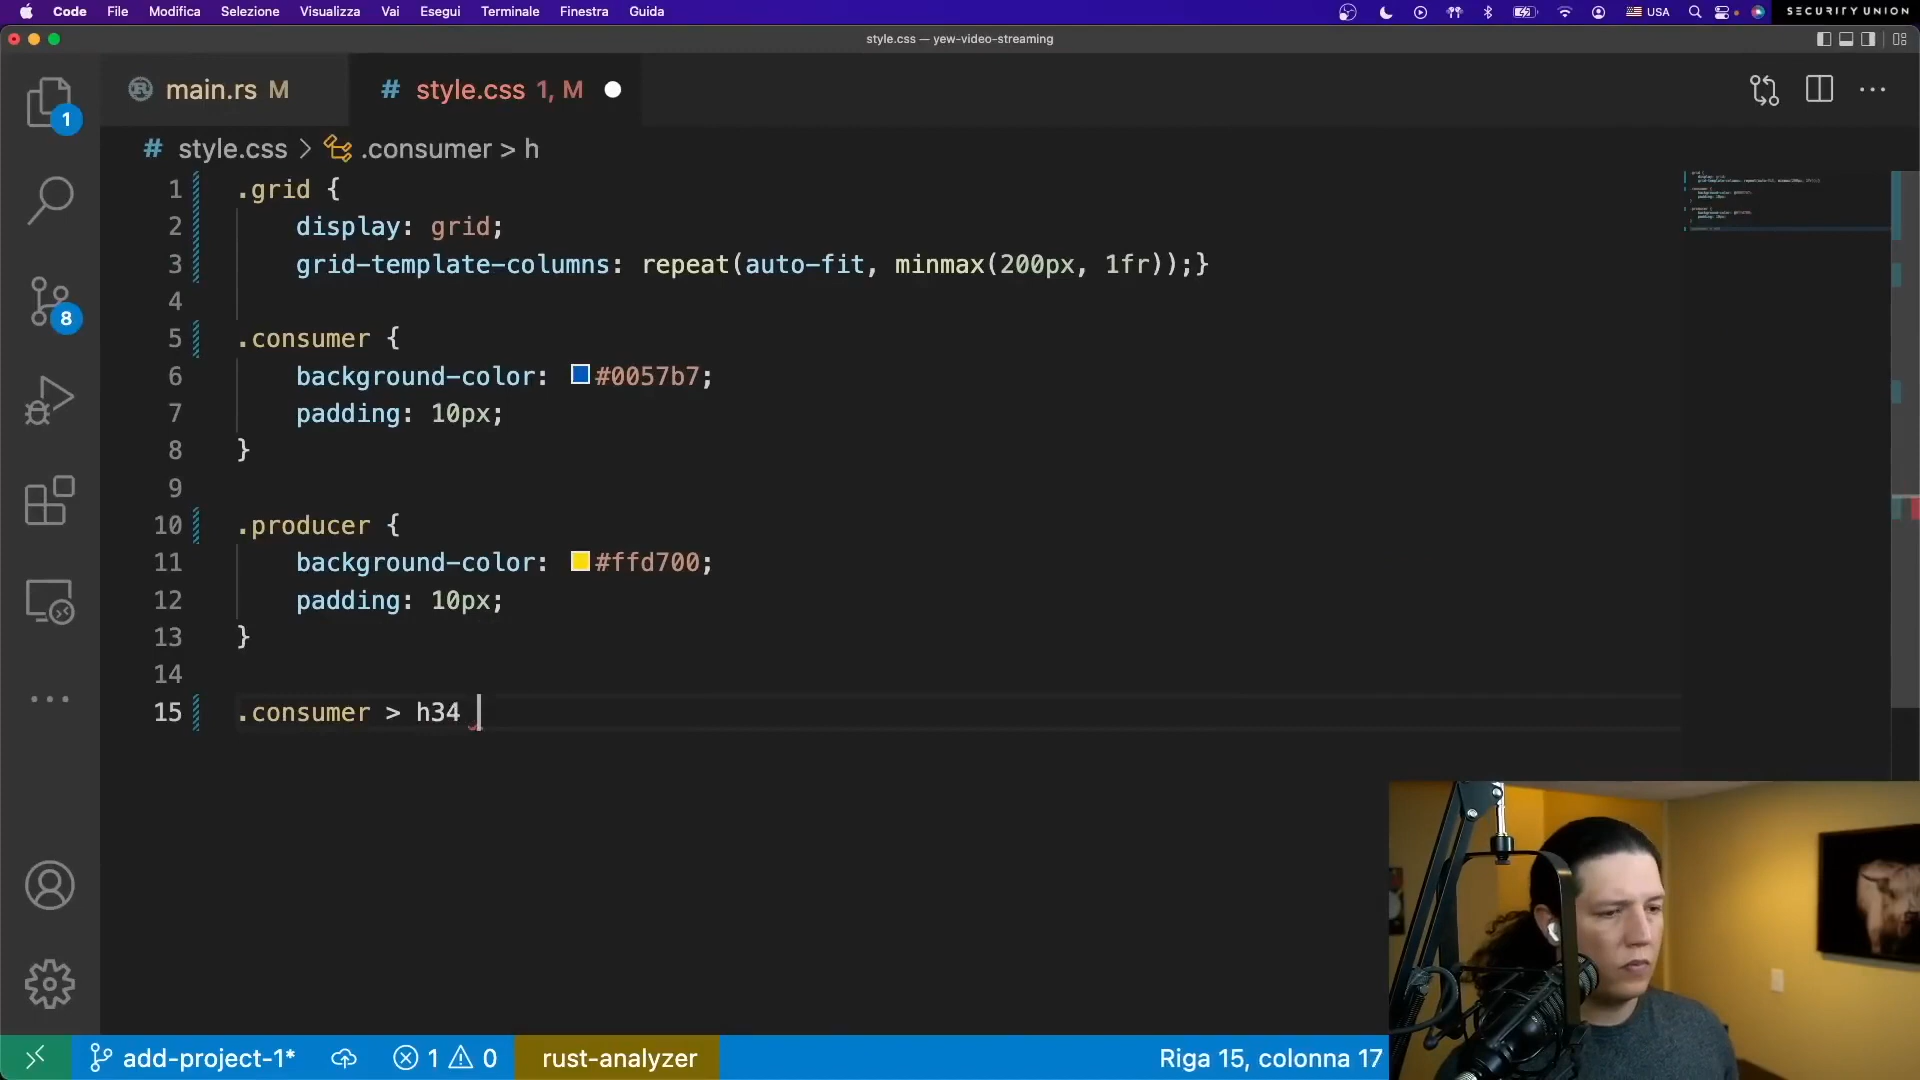 Code File Modifica Selezione Visualizza Vai Esegui Terminale Finestra Guida USA SECURITY UNION
style.css — yew-video-streaming
main.rs M # style.css 1, M
1
# style.css > .consumer > h
1 .grid {
2 display: grid;
3 grid-template-columns: repeat(auto-fit, minmax(200px, 1fr));}
4
5 .consumer {
6 background-color: #0057b7;
7 padding: 10px;
8 }
9
10 .producer {
11 background-color: #ffd700;
12 padding: 10px;
13 }
14
15 .consumer > h34
8
add-project-1* 1 0 rust-analyzer Riga 15, colonna 17